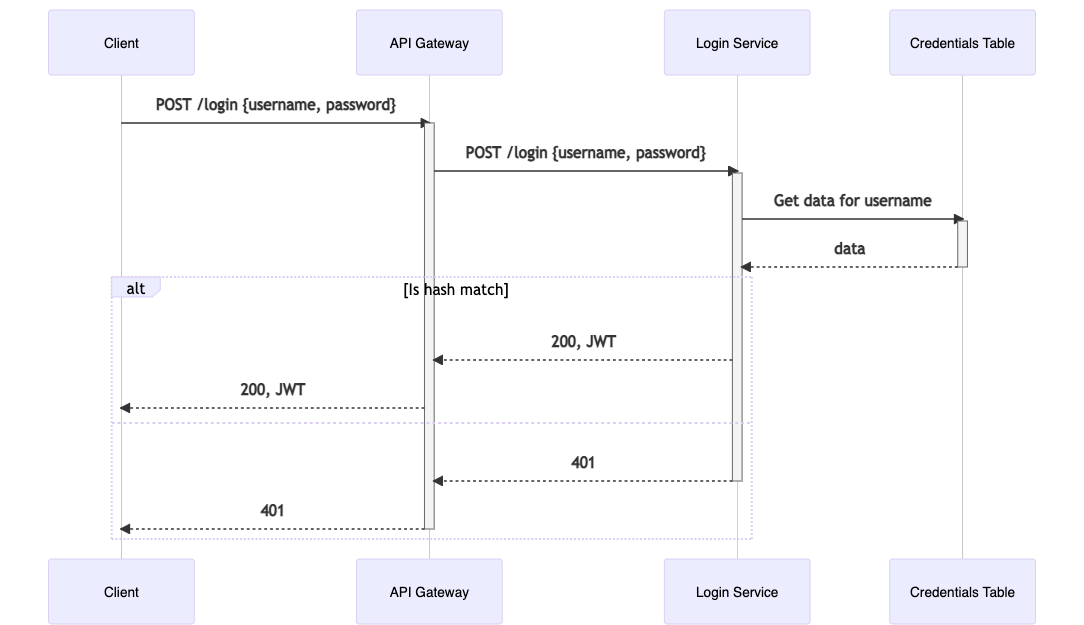 Client
API Gateway
Login Service
Credentials Table
POST /login {username, password}
POST /login {username, password}
Get data for username
data
alt
[Is hash match]
200, JWT
200, JWT
401
401
Client
API Gateway
Login Service
Credentials Table